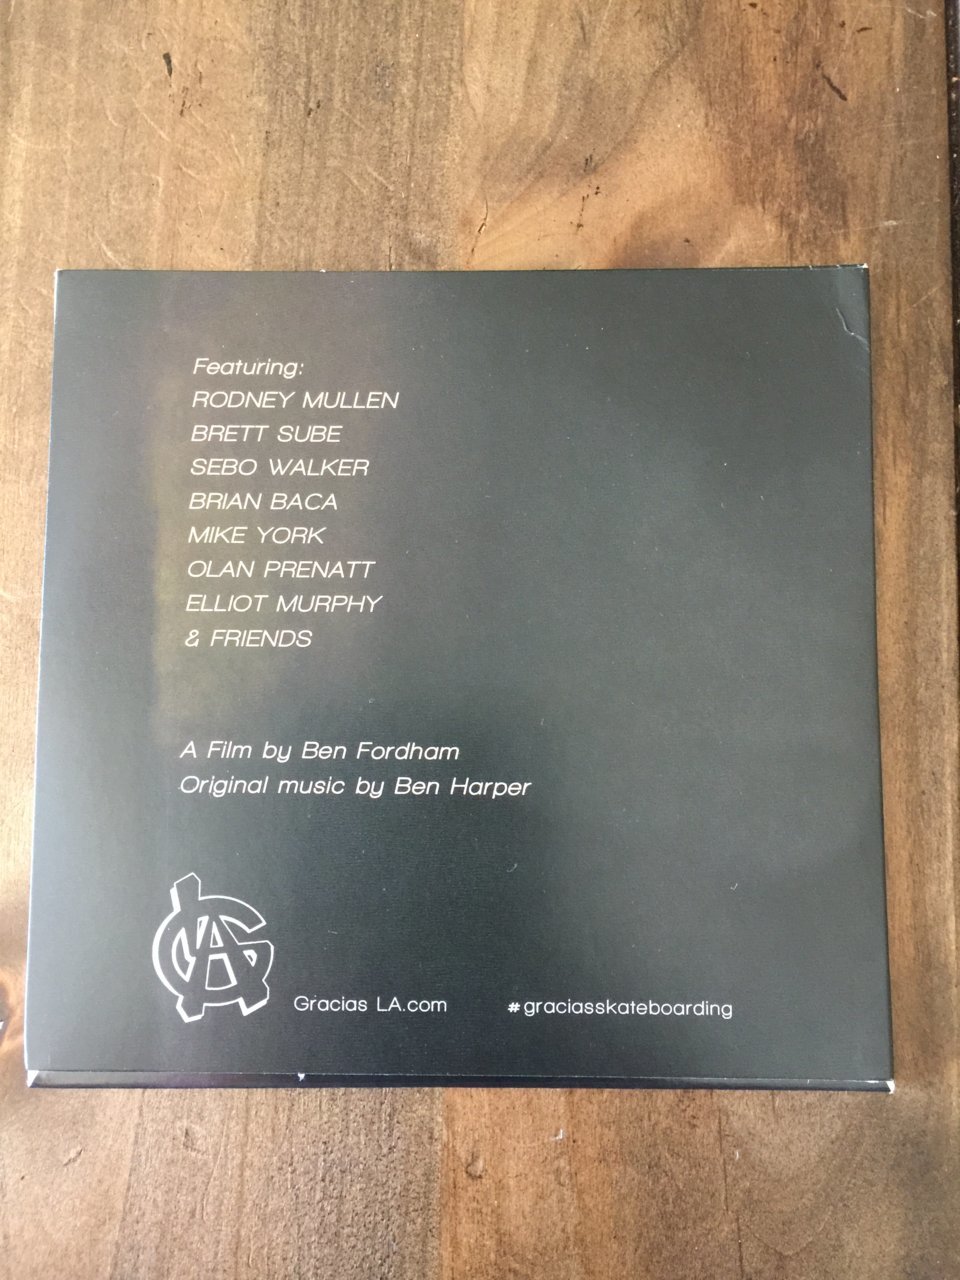 Featuring:
RODNEY MULLEN
BRETT SUBE
SEBO WALKER
BRIAN BACA
MIKE YORK
OLAN PRENATT
ELLIOT MURPHY
& FRIENDS
A Film by Ben Fordham
Original music by Ben Harper
GLA
Gracias LA.com #graciasskateboarding